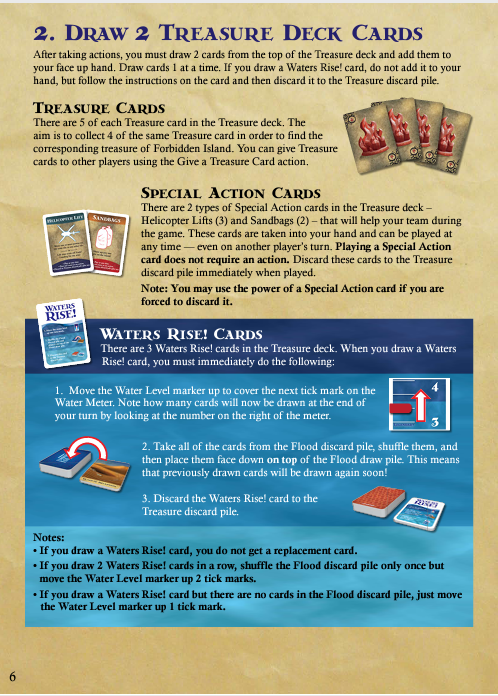 2. Draw 2 Treasure Deck Cards
After taking actions, you must draw 2 cards from the top of the Treasure deck and add them to
your face up hand. Draw cards 1 at a time. If you draw a Waters Rise! card, do not add it to your
hand, but follow the instructions on the card and then discard it to the Treasure discard pile.
Treasure Cards
There are 5 of each Treasure card in the Treasure deck. The
aim is to collect 4 of the same Treasure card in order to find the
corresponding treasure of Forbidden Island. You can give Treasure
cards to other players using the Give a Treasure Card action.
Special Action Cards
There are 2 types of Special Action cards in the Treasure deck –
Helicopter Lifts (3) and Sandbags (2) – that will help your team during
the game. These cards are taken into your hand and can be played at
any time — even on another player's turn. Playing a Special Action
card does not require an action. Discard these cards to the Treasure
discard pile immediately when played.
Note: You may use the power of a Special Action card if you are
forced to discard it.
Helicopter Lift
Sandbags
Waters
Rise!
Waters Rise! Cards
There are 3 Waters Rise! cards in the Treasure deck. When you draw a Waters
Rise! card, you must immediately do the following:
1. Move the Water Level marker up to cover the next tick mark on the
Water Meter. Note how many cards will now be drawn at the end of
your turn by looking at the number on the right of the meter.
4
3
2. Take all of the cards from the Flood discard pile, shuffle them, and
then place them face down on top of the Flood draw pile. This means
that previously drawn cards will be drawn again soon!
3. Discard the Waters Rise! card to the
Treasure discard pile.
Waters
Rise!
Notes:
• If you draw a Waters Rise! card, you do not get a replacement card.
• If you draw 2 Waters Rise! cards in a row, shuffle the Flood discard pile only once but
move the Water Level marker up 2 tick marks.
• If you draw a Waters Rise! card but there are no cards in the Flood discard pile, just move
the Water Level marker up 1 tick mark.
6